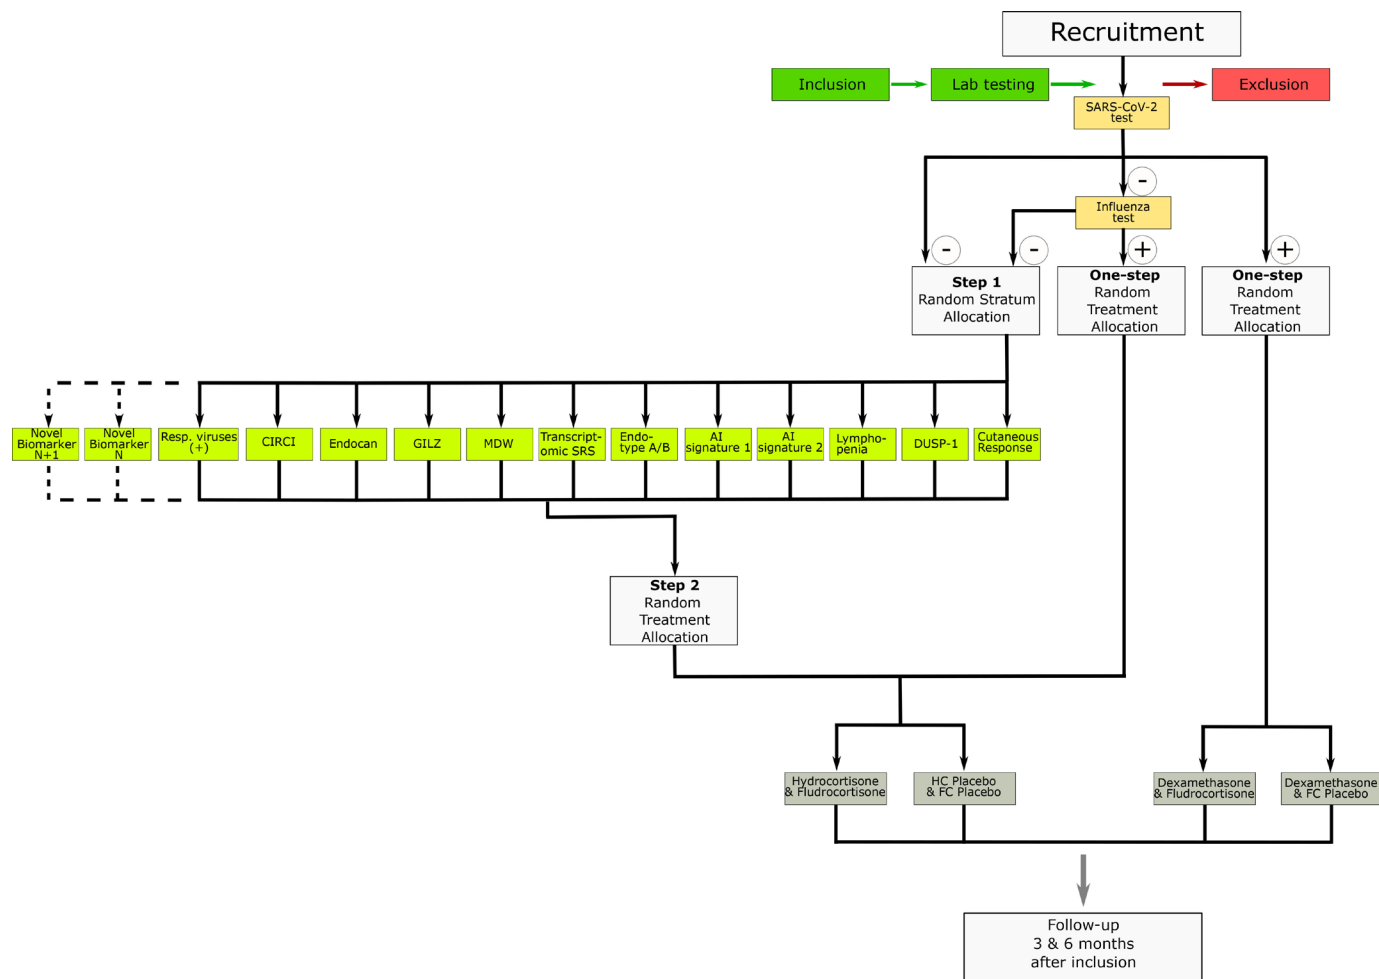 Recruitment
Inclusion
Lab testing
Exclusion
SARS-CoV-2
test
-
Influenza
test
-
-
+
+
Step 1
Random Stratum
Allocation
One-step
Random
Treatment
Allocation
One-step
Random
Treatment
Allocation
Novel
Biomarker
N+1
Novel
Biomarker
N
Resp. viruses
(+)
CIRCI
Endocan
GILZ
MDW
Transcript-
omic SRS
Endo-
type A/B
AI
signature 1
AI
signature 2
Lympho-
penia
DUSP-1
Cutaneous
Response
Step 2
Random
Treatment
Allocation
Hydrocortisone
& Fludrocortisone
HC Placebo
& FC Placebo
Dexamethasone
& Fludrocortisone
Dexamethasone
& FC Placebo
Follow-up
3 & 6 months
after inclusion